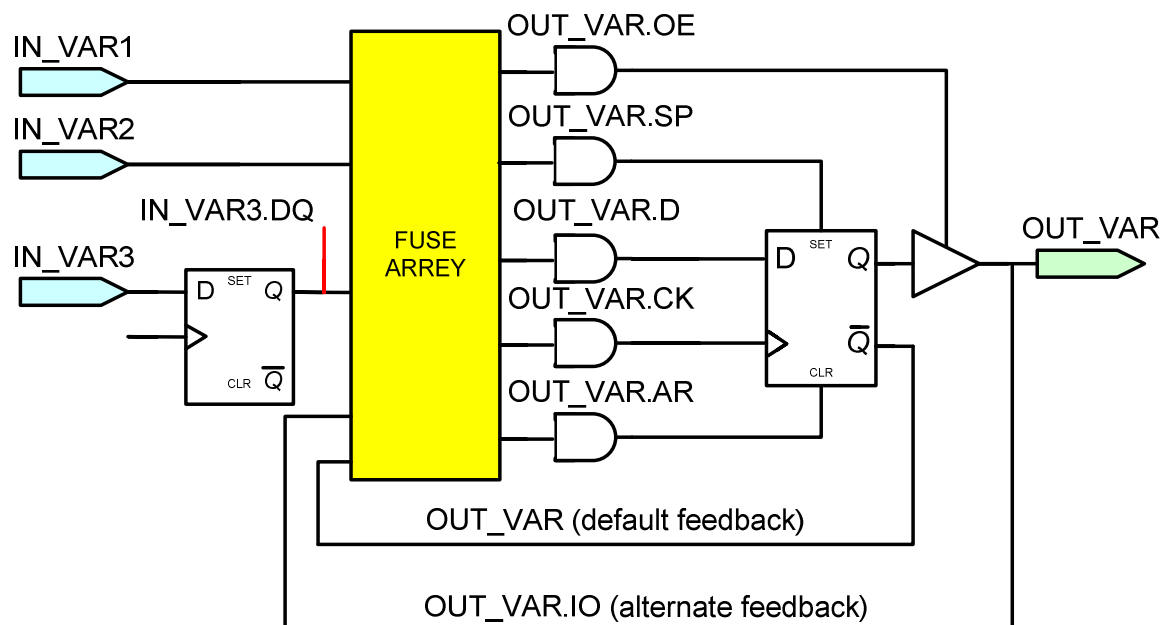 OUT_VAR.OE
IN_VAR1
OUT_VAR.SP
IN_VAR2
IN_VAR3.DQ
OUT_VAR.D
OUT_VAR
IN_VAR3
FUSE
ARREY
D SET Q
D SET Q
OUT_VAR.CK
Q
CLR
CLR Q
OUT_VAR.AR
OUT_VAR (default feedback)
OUT_VAR.IO (alternate feedback)